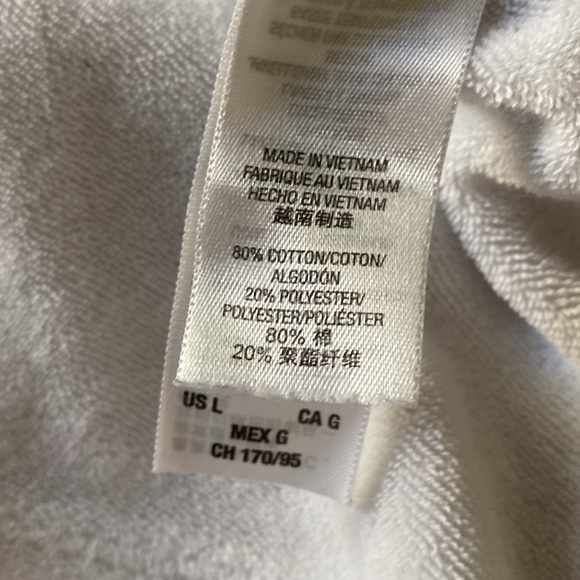 MADE IN VIETNAM
FABRIQUE AU VIETNAM
HECHO EN VIETNAM
越南制造
80% COTTON/COTON/
ALGODÓN
20% POLYESTER/
POLYESTER/POLIÉSTER
80% 棉
20% 聚酯纤维
US L CA G
MEX G
CH 170/95